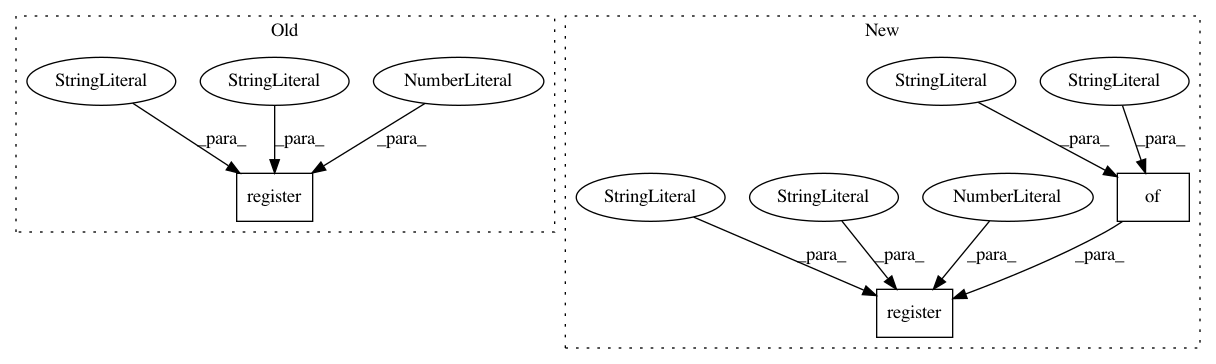 Old
New
StringLiteral StringLiteral NumberLiteral StringLiteral StringLiteral
_para_ _para_ _para_ _para_ _para_
register StringLiteral StringLiteral NumberLiteral of
_para_ _para_ _para_ _para_
register